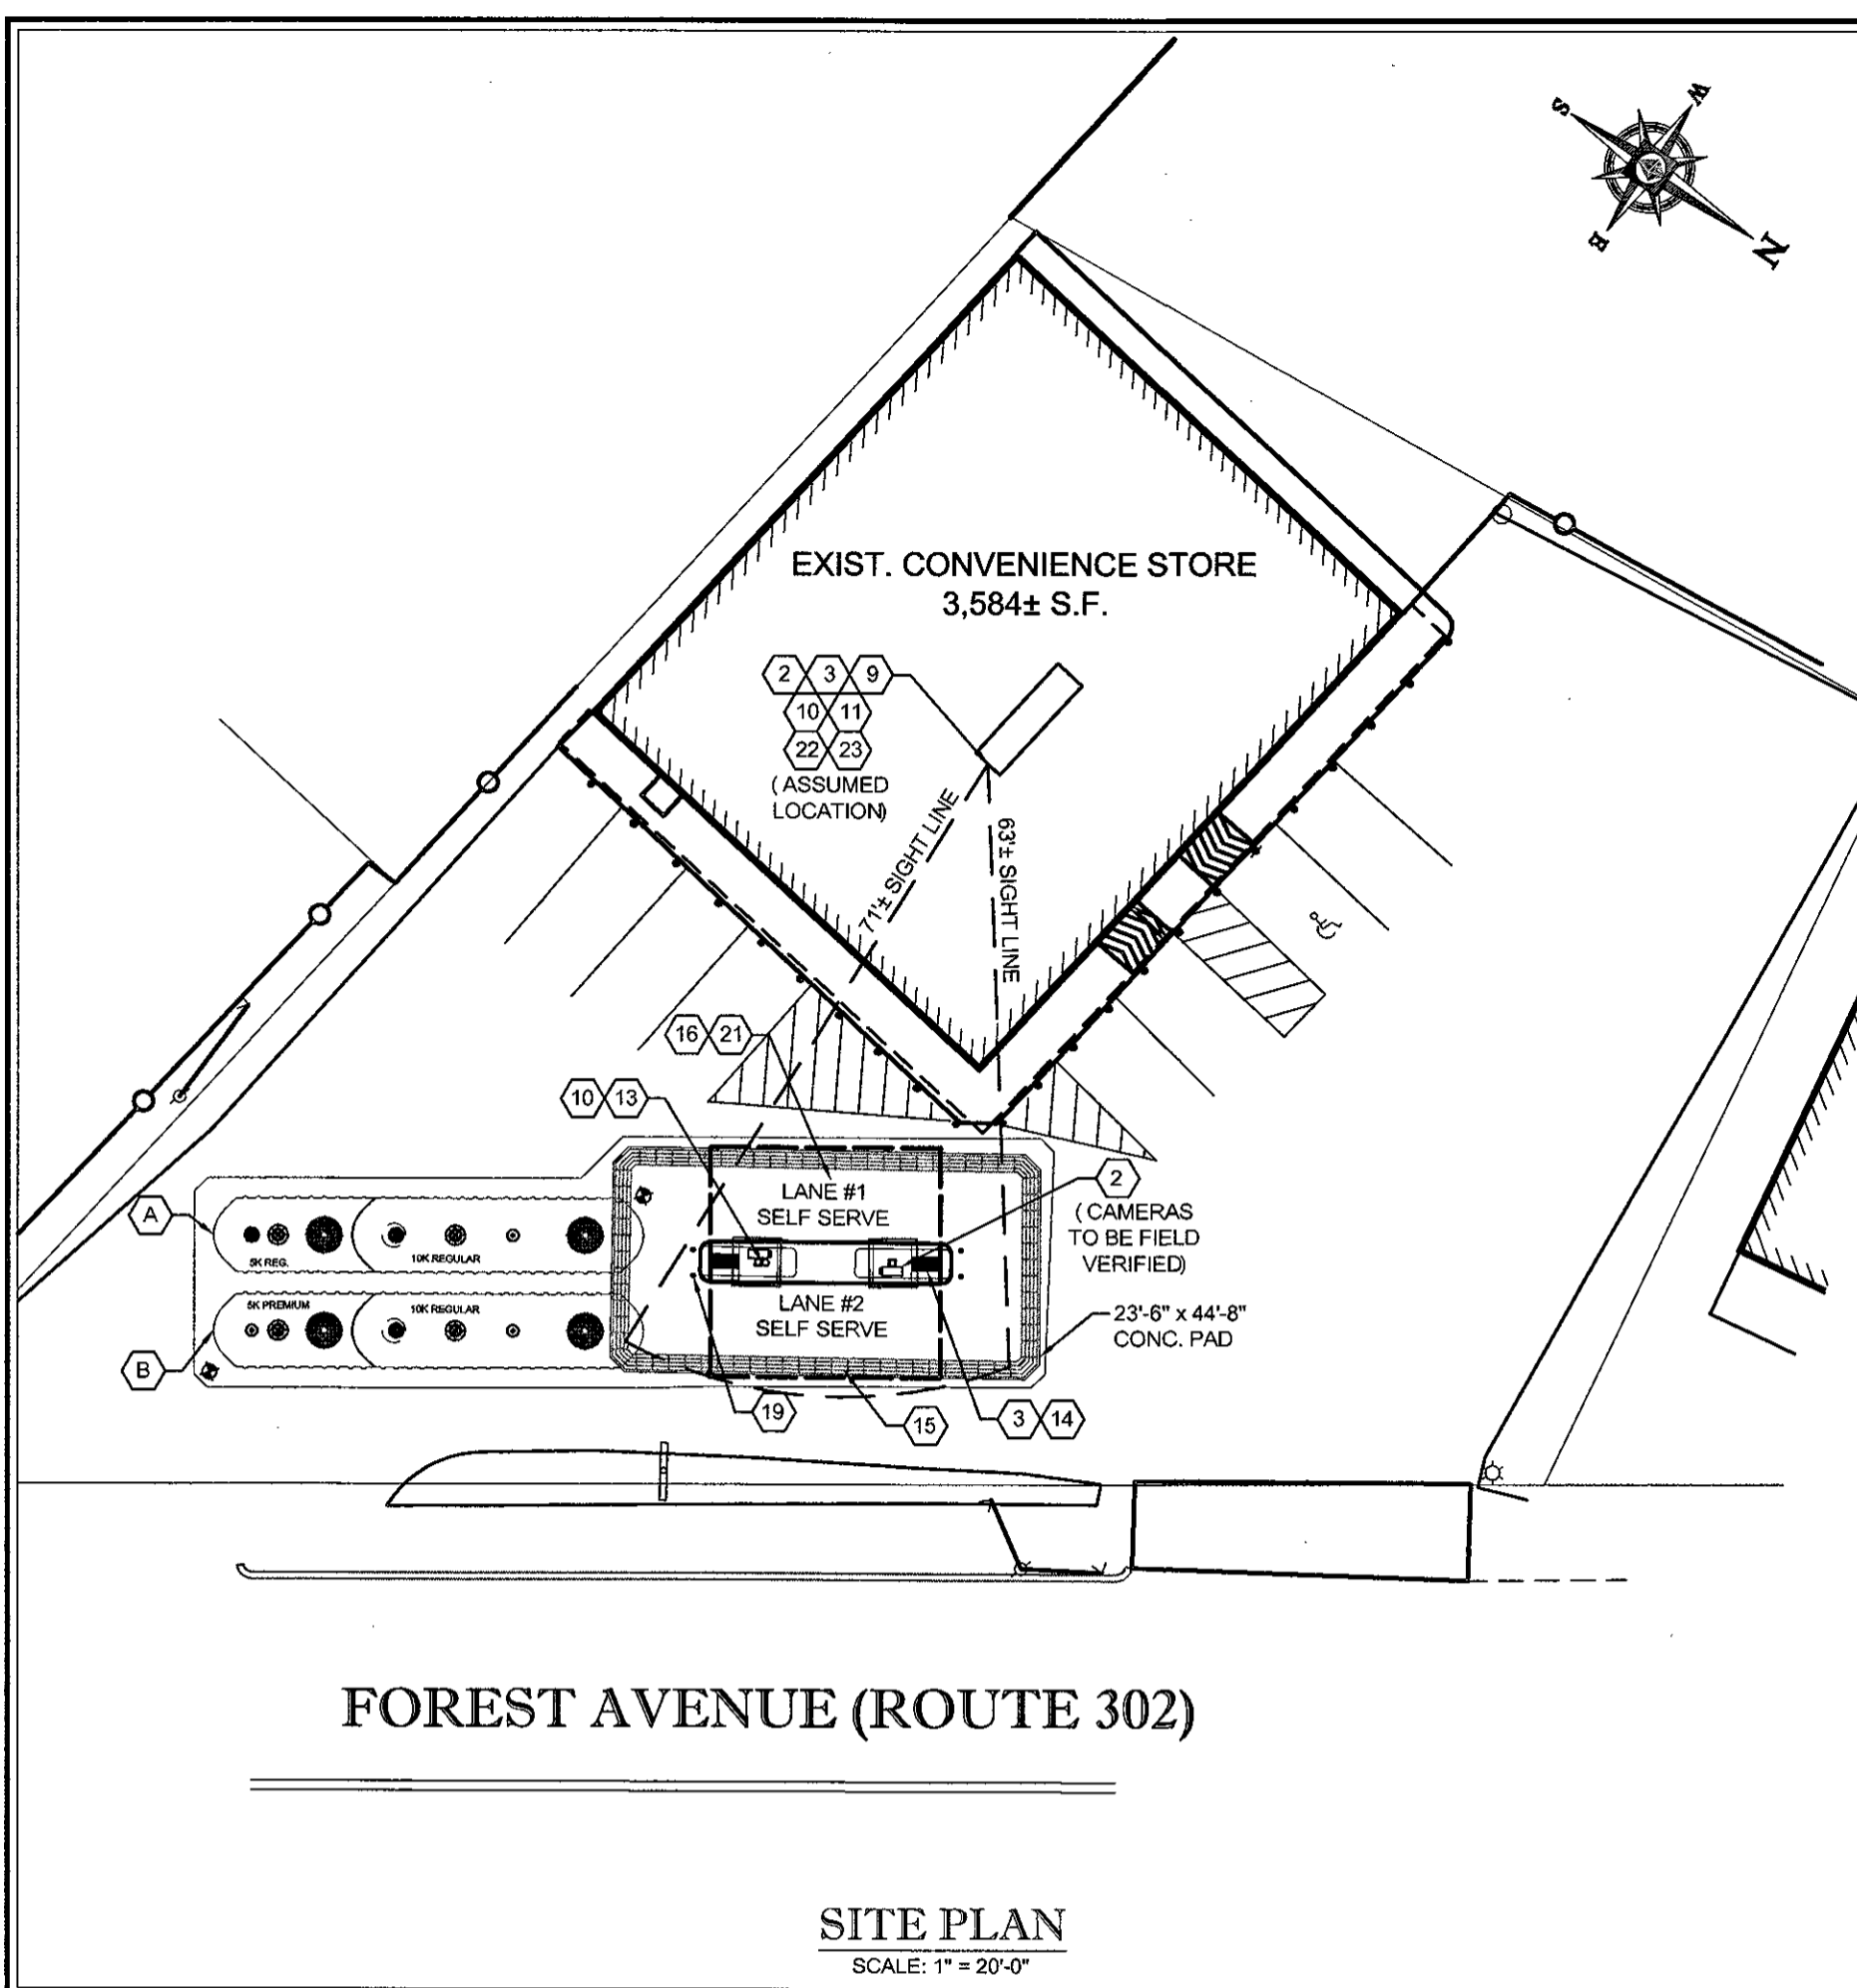 S
W
E
N
EXIST. CONVENIENCE STORE
3,584± S.F.
2 3 9
10 11
22 23
( ASSUMED
LOCATION)
71'± SIGHT LINE
63'± SIGHT LINE
16 21
10 13
2
( CAMERAS
TO BE FIELD
VERIFIED)
A
LANE #1
SELF SERVE
5K REG.
10K REGULAR
5K PREMIUM
10K REGULAR
LANE #2
SELF SERVE
23'-6" x 44'-8"
CONC. PAD
B
19
15
3 14
FOREST AVENUE (ROUTE 302)
SITE PLAN
SCALE: 1" = 20'-0"